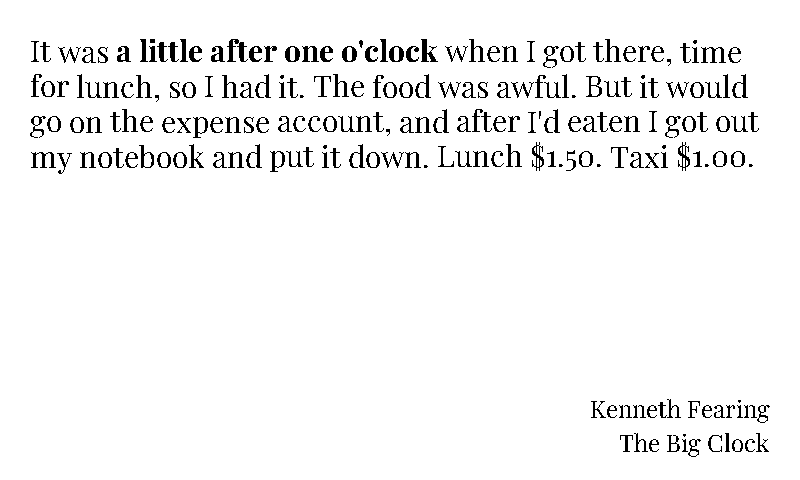 It was a little after one o'clock when I got there, time
for lunch, so I had it. The food was awful. But it would
go on the expense account, and after I'd eaten I got out
my notebook and put it down. Lunch $1.50. Taxi $1.00.
Kenneth Fearing
The Big Clock